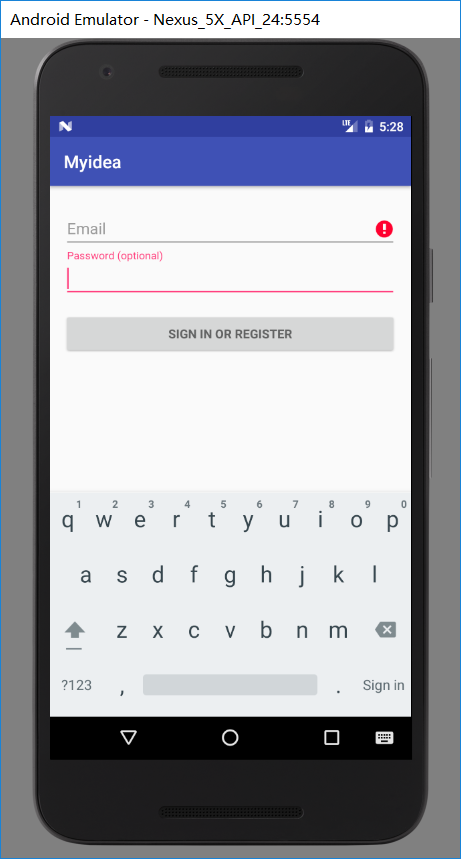 Android Emulator - Nexus_5X_API_24:5554
LTE 5:28
Myidea
Email
Password (optional)
SIGN IN OR REGISTER
1 2 3 4 5 6 7 8 9 0
q w e r t y u i o p
a s d f g h j k l
z x c v b n m
?123 , . Sign in